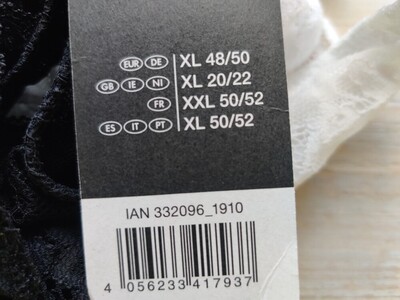 EUR DE XL 48/50
GB IE NI XL 20/22
FR XXL 50/52
ES IT PT XL 50/52
IAN 332096_1910
4 056233 417937